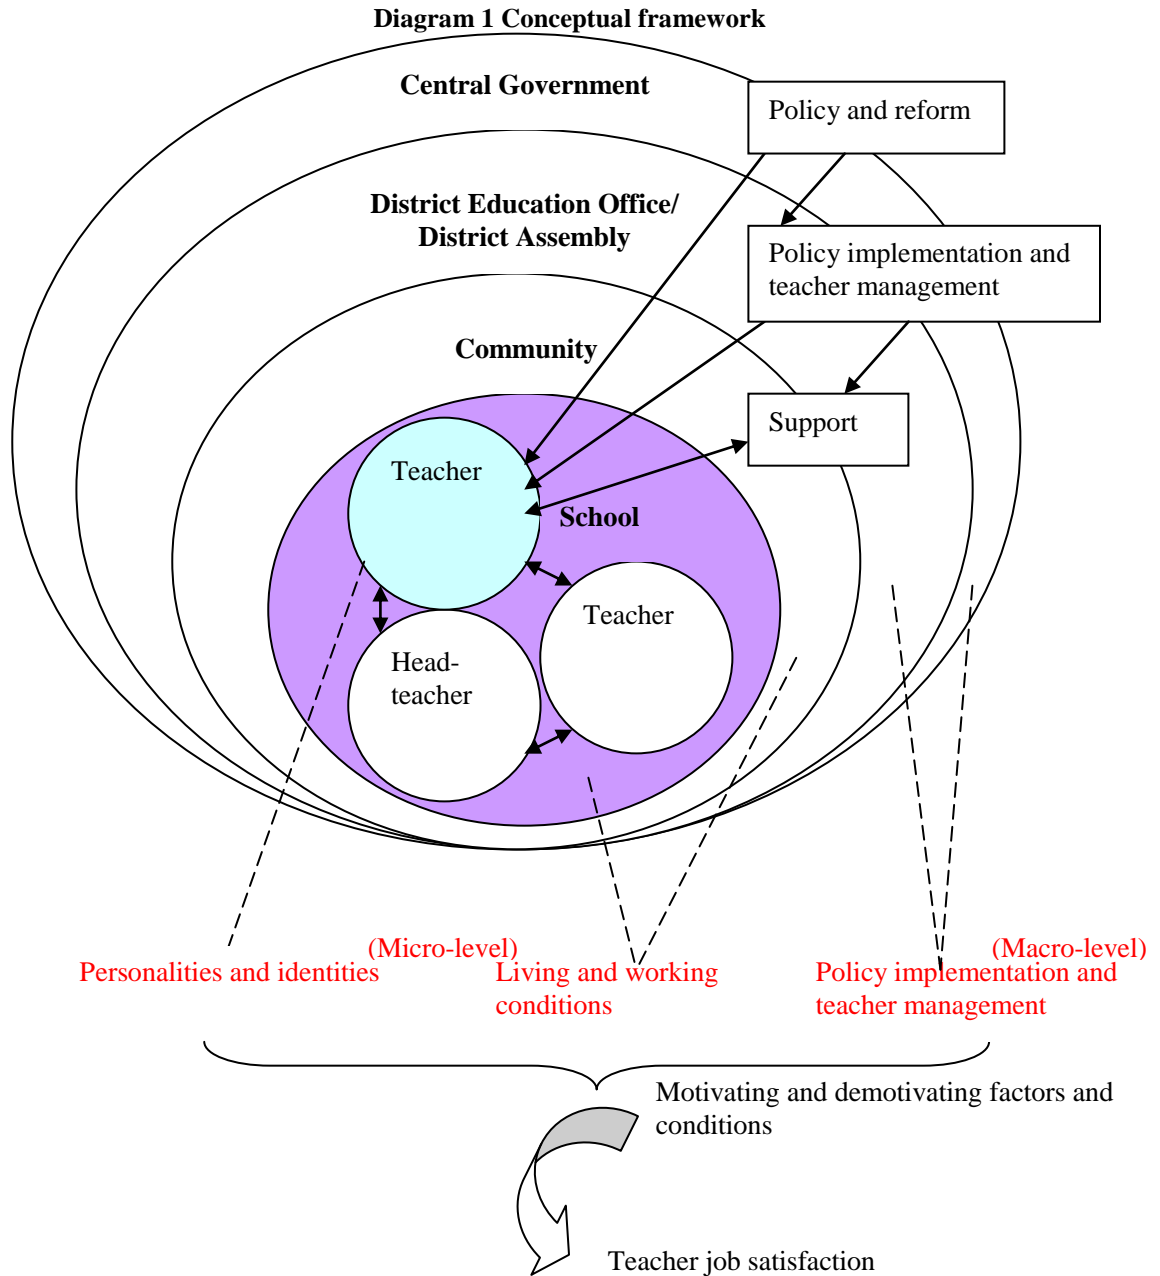 Diagram 1 Conceptual framework
Central Government
Policy and reform
District Education Office/
District Assembly
Policy implementation and
teacher management
Community
Support
Teacher
School
Teacher
Head-
teacher
(Micro-level)
(Macro-level)
Personalities and identities
Living and working
conditions
Policy implementation and
teacher management
Motivating and demotivating factors and
conditions
Teacher job satisfaction